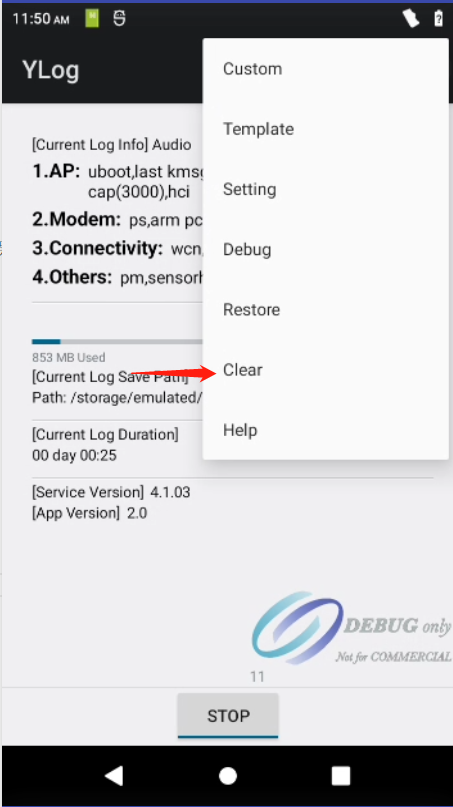 11:50 AM
YLog
Custom
Template
Setting
Debug
Restore
Clear
Help
[Current Log Info] Audio
1.AP: uboot,last kmsg
cap(3000),hci
2.Modem: ps,arm pc
3.Connectivity: wcn,
4.Others: pm,sensorh
853 MB Used
[Current Log Save Path]
Path: /storage/emulated/
[Current Log Duration]
00 day 00:25
[Service Version] 4.1.03
[App Version] 2.0
DEBUG only
Not for COMMERCIAL
11
STOP